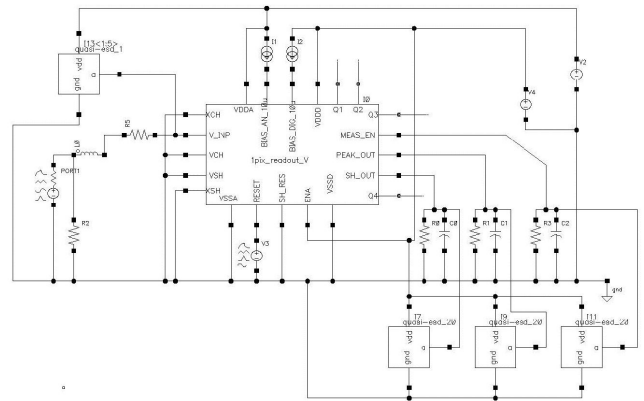 I13<1:5>
quasi-esd_1
vdd
gnd
a
I1
I2
V2
V4
R5
L0
PORT1
R2
VDDA
BIAS_AN_10u
BIAS_DIG_10u
VDDD
Q1
Q2
I0
XCH
V_INP
VCH
VSH
XSH
1pix_readout_V
Q3
MEAS_EN
PEAK_OUT
SH_OUT
Q4
VSSA
RESET
SH_RES
ENA
VSSD
V3
R0
C0
R1
C1
R3
C2
gnd
I7
quasi-esd_20
vdd
gnd
a
I9
quasi-esd_20
vdd
gnd
a
I11
quasi-esd_20
vdd
gnd
a